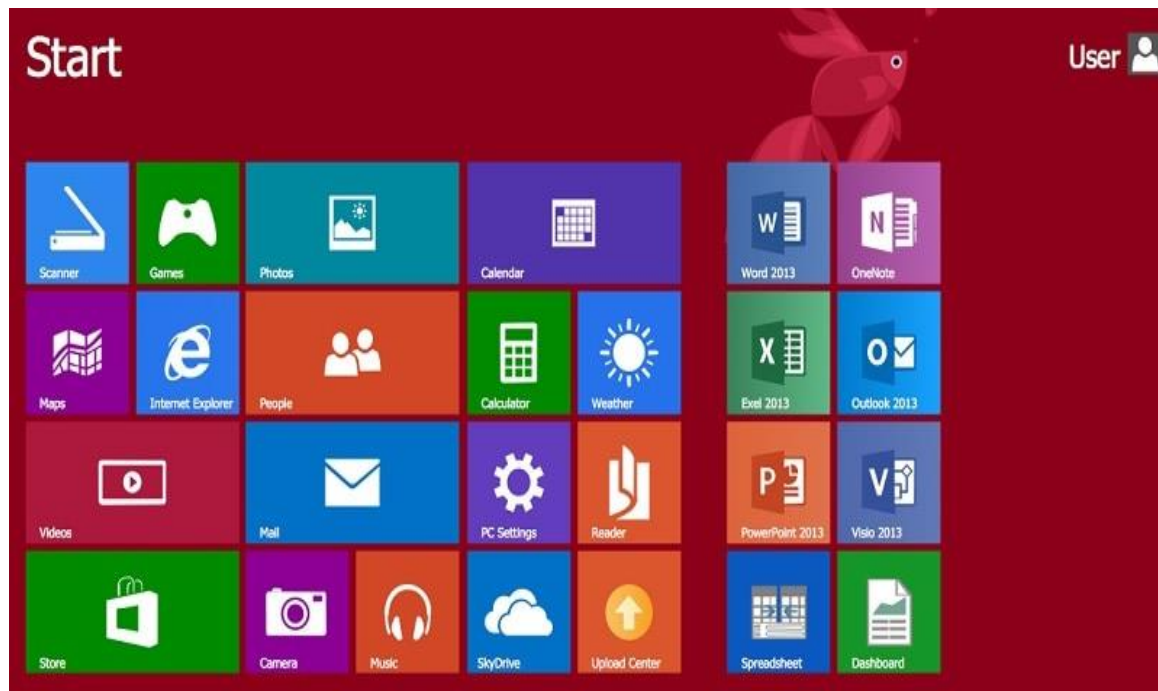 Start
User
Scanner
Games
Photos
Calendar
Word 2013
OneNote
Maps
Internet Explorer
People
Calculator
Weather
Exel 2013
Outlook 2013
Videos
Mail
PC Settings
Reader
PowerPoint 2013
Visio 2013
Store
Camera
Music
SkyDrive
Upload Center
Spreadsheet
Dashboard